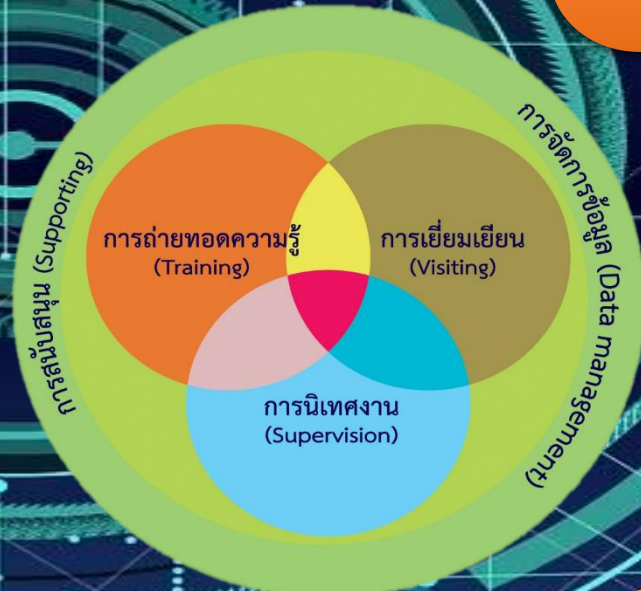 การสนับสนุน (Supporting)
การจัดการข้อมูล (Data management)
การถ่ายทอดความรู้
(Training)
การเยี่ยมเยียน
(Visiting)
การนิเทศงาน
(Supervision)